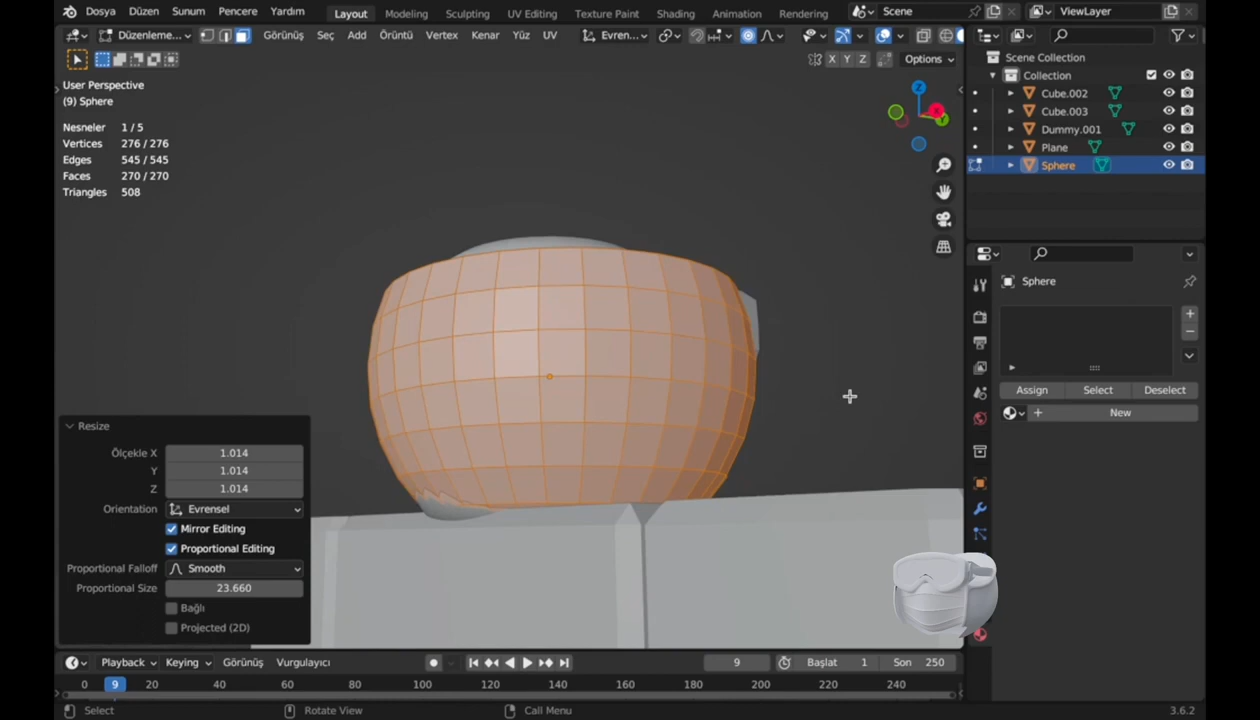 Dosya Düzen Sunum Pencere Yardım Layout Modeling Sculpting UV Editing Texture Paint Shading Animation Rendering Scene ViewLayer
Düzenleme... Görünüş Seç Add Örüntü Vertex Kenar Yüz UV Evren...
X Y Z Options
User Perspective
(9) Sphere
Nesneler 1 / 5
Vertices 276 / 276
Edges 545 / 545
Faces 270 / 270
Triangles 508
Z
X
Y
Scene Collection
Collection
Cube.002
Cube.003
Dummy.001
Plane
Sphere
Sphere
Assign Select Deselect
New
Resize
Ölçekle X 1.014
Y 1.014
Z 1.014
Orientation Evrensel
Mirror Editing
Proportional Editing
Proportional Falloff Smooth
Proportional Size 23.660
Bağlı
Projected (2D)
Playback Keying Görünüş Vurgulayıcı 9 Başlat 1 Son 250
0 9 20 40 60 80 100 120 140 160 180 200 220 240
Select Rotate View Call Menu 3.6.2